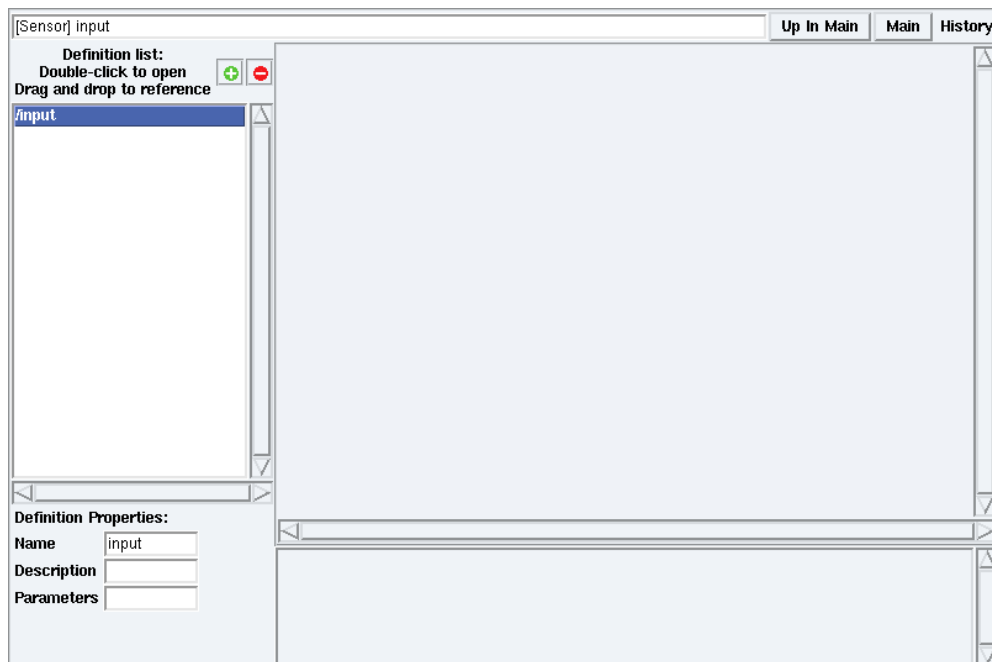 [Sensor] input
Up In Main
Main
History
Definition list:
Double-click to open
Drag and drop to reference
/input
Definition Properties:
Name
input
Description
Parameters